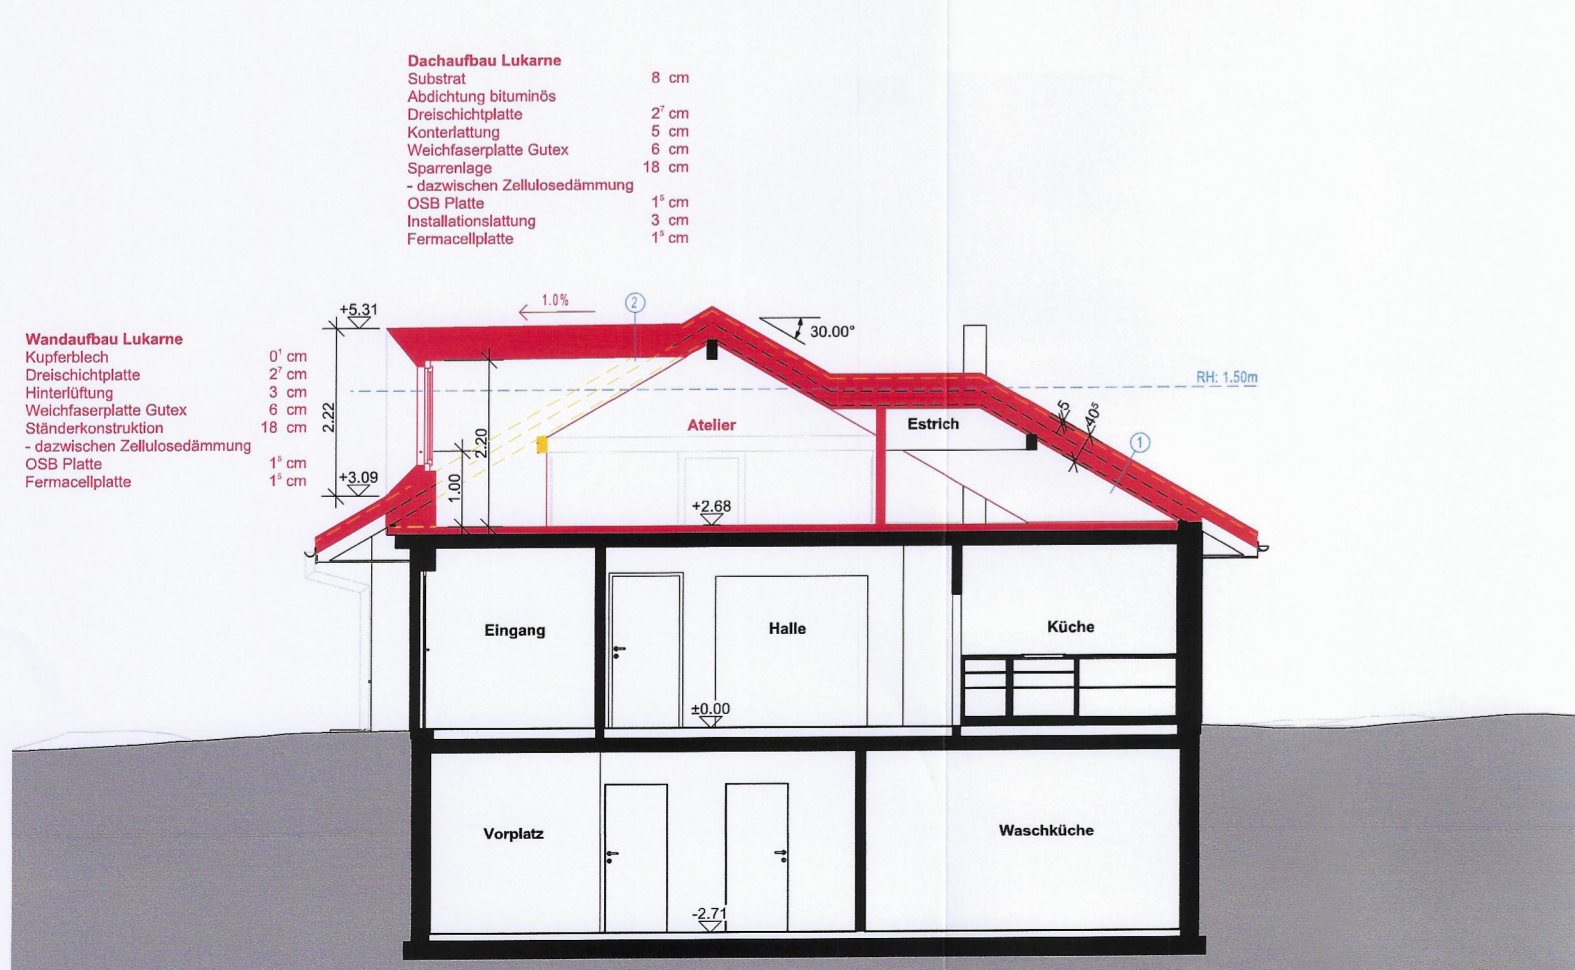 Dachaufbau Lukarne
Substrat 8 cm
Abdichtung bituminös
Dreischichtplatte 2⁷ cm
Konterlattung 5 cm
Weichfaserplatte Gutex 6 cm
Sparrenlage 18 cm
- dazwischen Zellulosedämmung
OSB Platte 1⁵ cm
Installationslattung 3 cm
Fermacellplatte 1⁵ cm
Wandaufbau Lukarne
Kupferblech 0¹ cm
Dreischichtplatte 2⁷ cm
Hinterlüftung 3 cm
Weichfaserplatte Gutex 6 cm
Ständerkonstruktion 18 cm
- dazwischen Zellulosedämmung
OSB Platte 1⁵ cm
Fermacellplatte 1⁵ cm
+5.31
1.0%
2
30.00°
RH: 1.50m
2.22
2.20
1.00
+3.09
Atelier
Estrich
5
40⁵
1
+2.68
Eingang
Halle
Küche
±0.00
Vorplatz
Waschküche
-2.71